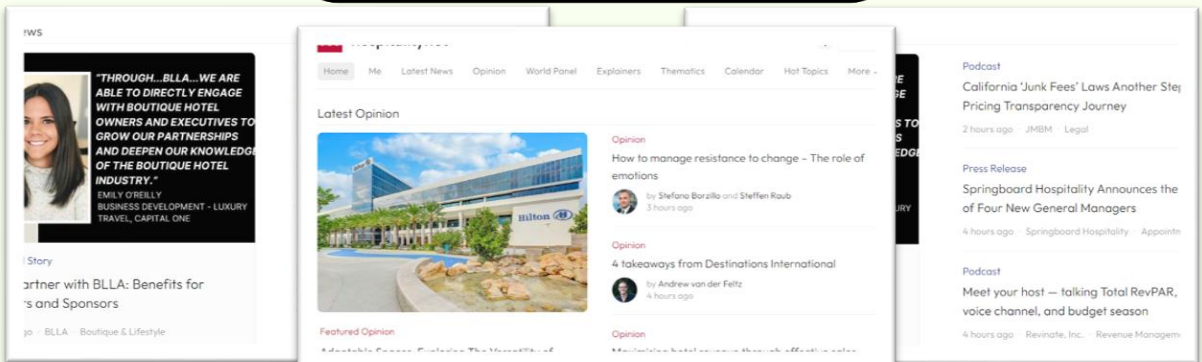 "THROUGH...BLLA...WE ARE
ABLE TO DIRECTLY ENGAGE
WITH BOUTIQUE HOTEL
OWNERS AND EXECUTIVES TO
GROW OUR PARTNERSHIPS
AND DEEPEN OUR KNOWLEDGE
OF THE BOUTIQUE HOTEL
INDUSTRY."
EMILY O'REILLY
BUSINESS DEVELOPMENT - LUXURY
TRAVEL, CAPITAL ONE
Story
artner with BLLA: Benefits for
rs and Sponsors
go · BLLA · Boutique & Lifestyle
Home Me Latest News Opinion World Panel Explainers Thematics Calendar Hot Topics More
Latest Opinion
Hilton
Featured Opinion
Opinion
How to manage resistance to change – The role of
emotions
by Stefano Borzillo and Steffen Raub
3 hours ago
Opinion
4 takeaways from Destinations International
by Andrew van der Feltz
4 hours ago
Opinion
Podcast
California 'Junk Fees' Laws Another Step
Pricing Transparency Journey
2 hours ago · JMBM · Legal
Press Release
Springboard Hospitality Announces the
of Four New General Managers
4 hours ago · Springboard Hospitality · Appointm
Podcast
Meet your host — talking Total RevPAR,
voice channel, and budget season
4 hours ago · Revinate, Inc. · Revenue Managem